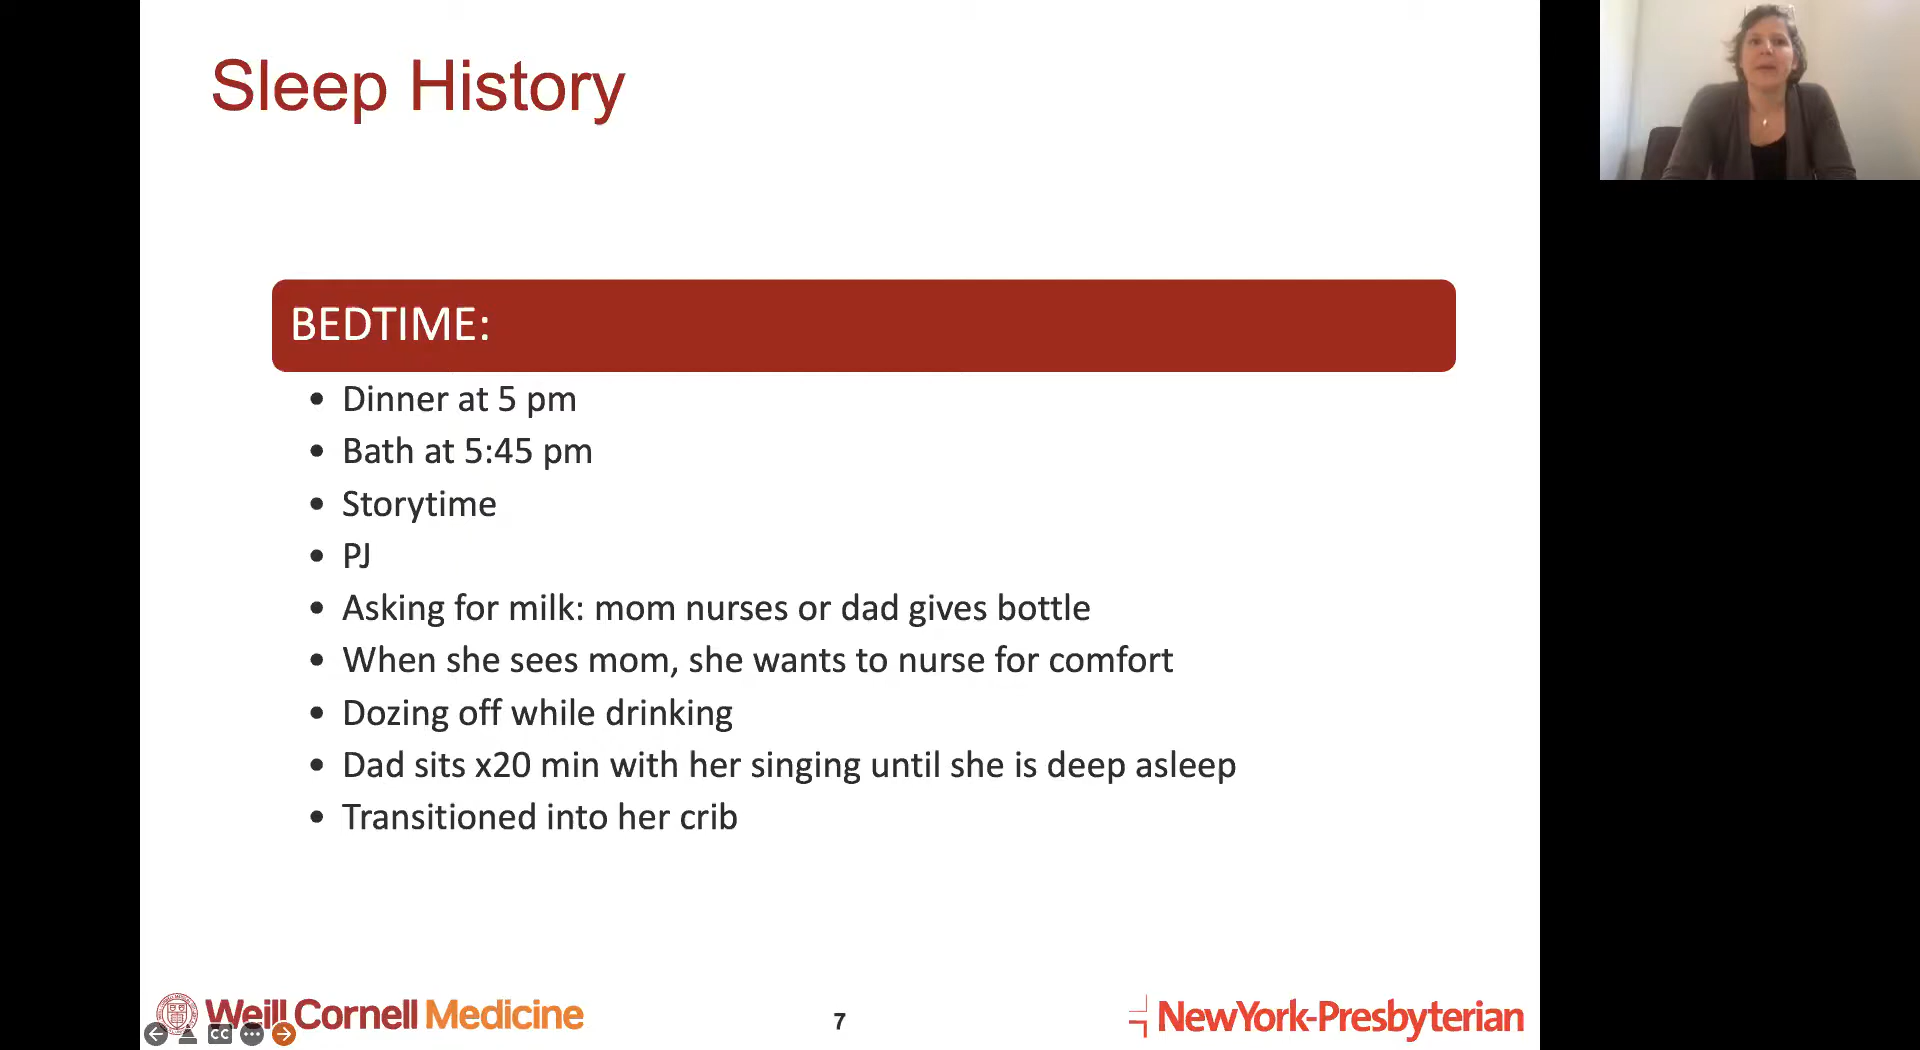 Sleep History
BEDTIME:
• Dinner at 5 pm
• Bath at 5:45 pm
• Storytime
• PJ
• Asking for milk: mom nurses or dad gives bottle
• When she sees mom, she wants to nurse for comfort
• Dozing off while drinking
• Dad sits x20 min with her singing until she is deep asleep
• Transitioned into her crib
Weill Cornell Medicine
CC
7
NewYork-Presbyterian